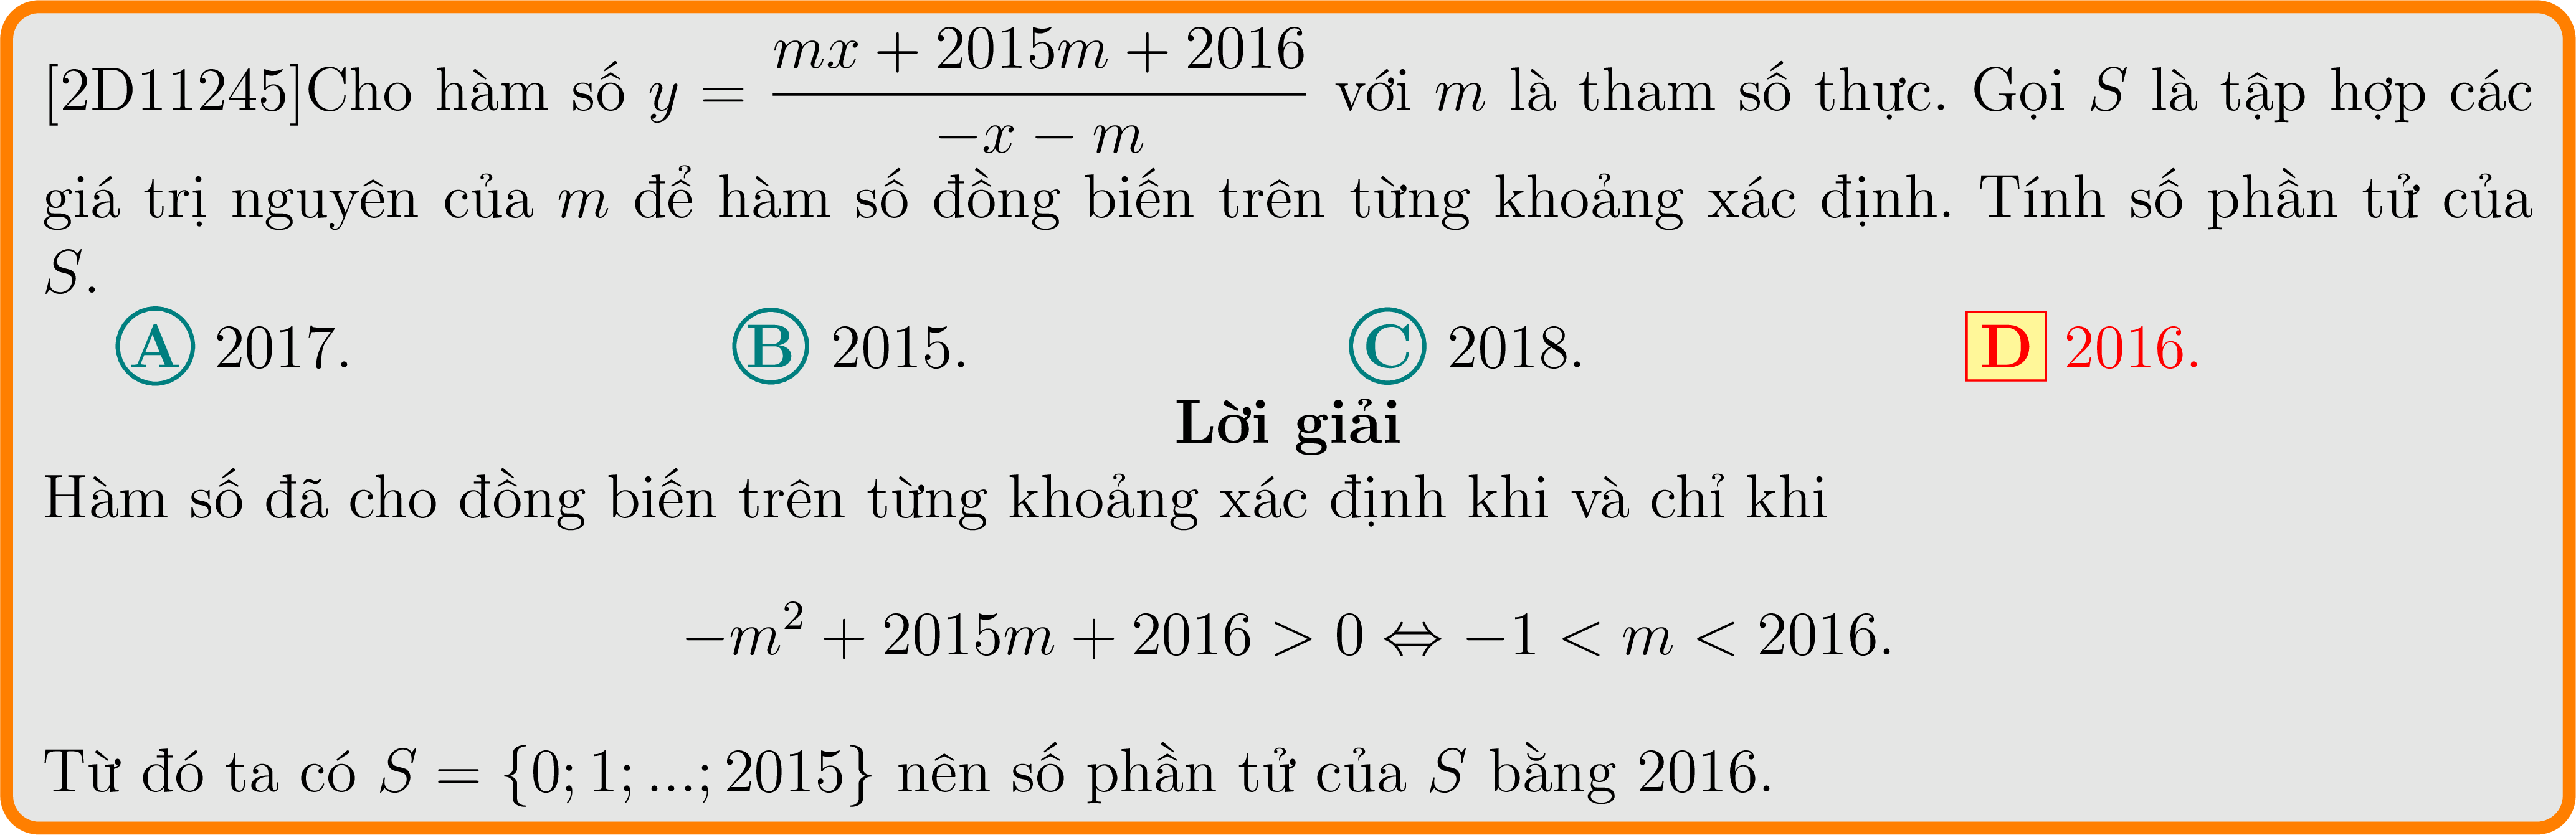 [2D11245]Cho hàm số $y = \dfrac{mx + 2015m + 2016}{-x - m}$ với $m$ là tham số thực. Gọi $S$ là tập hợp các
giá trị nguyên của $m$ để hàm số đồng biến trên từng khoảng xác định. Tính số phần tử của
$S$.
A 2017. B 2015. C 2018. D 2016.
Lời giải
Hàm số đã cho đồng biến trên từng khoảng xác định khi và chỉ khi
$-m^2 + 2015m + 2016 > 0 \Leftrightarrow -1 < m < 2016.$
Từ đó ta có $S = \{0; 1; ...; 2015\}$ nên số phần tử của $S$ bằng 2016.